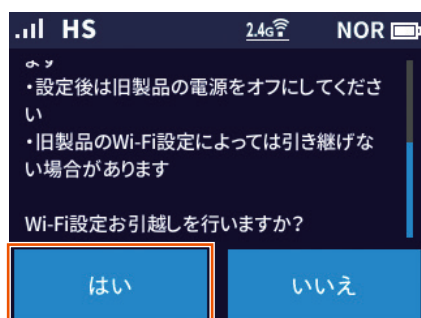 HS 2.4G NOR
・設定後は旧製品の電源をオフにしてくださ
い
・旧製品のWi-Fi設定によっては引き継げな
い場合があります
Wi-Fi設定お引越しを行いますか？
はい いいえ